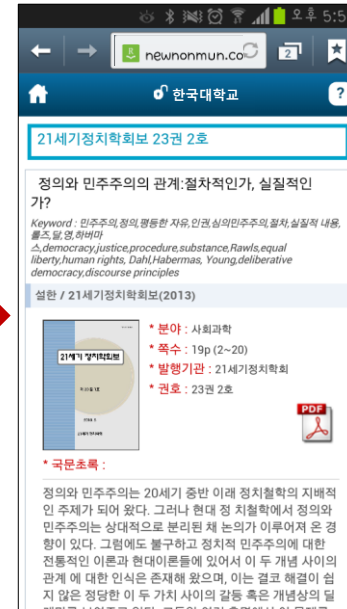 오후 5:5
newnonmun.co
2
한국대학교
?
21세기정치학회보 23권 2호
정의와 민주주의의 관계:절차적인가, 실질적인
가?
Keyword : 민주주의,정의,평등한 자유,인권,심의민주주의,절차,실질적 내용,
롤즈,달,영,하버마
스,democracy,justice,procedure,substance,Rawls,equal
liberty,human rights, Dahl,Habermas, Young,deliberative
democracy,discourse principles
설한 / 21세기정치학회보(2013)
21세기 정치학회보
* 분야 : 사회과학
* 쪽수 : 19p (2~20)
* 발행기관 : 21세기정치학회
* 권호 : 23권 2호
PDF
* 국문초록 :
정의와 민주주의는 20세기 중반 이래 정치철학의 지배적
인 주제가 되어 왔다. 그러나 현대 정 치철학에서 정의와
민주주의는 상대적으로 분리된 채 논의가 이루어져 온 경
향이 있다. 그럼에도 불구하고 정치적 민주주의에 대한
전통적인 이론과 현대이론들에 있어서 이 두 개념 사이의
관계 에 대한 인식은 존재해 왔으며, 이는 결코 해결이 쉽
지 않은 정당한 이 두 가치 사이의 갈등 혹은 개념상의 딜